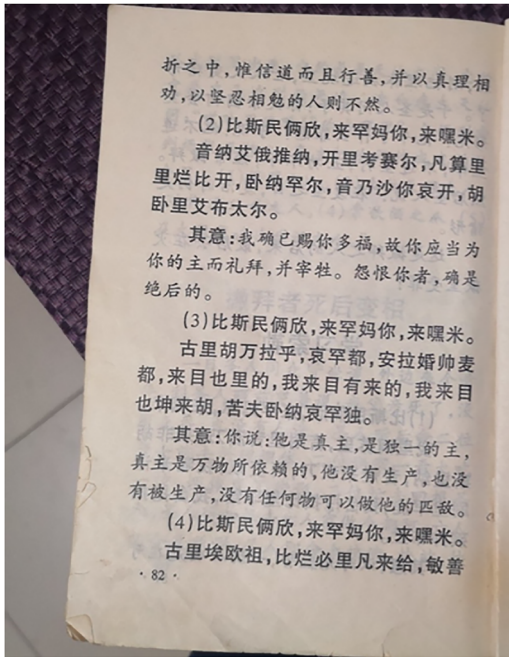 折之中,惟信道而且行善,并以真理相
劝,以坚忍相勉的人则不然。
(2)比斯民俩欣,来罕妈你,来嘿米。
音纳艾俄推纳,开里考赛尔,凡算里
里烂比开,卧纳罕尔,音乃沙你哀开,胡
卧里艾布太尔。
其意:我确已赐你多福,故你应当为
你的主而礼拜,并宰牲。怨恨你者,确是
绝后的。
(3)比斯民俩欣,来罕妈你,来嘿米。
古里胡万拉乎,哀罕都,安拉婚帅麦
都,来目也里的,我来目有来的,我来目
也坤来胡,苦夫卧纳哀罕独。
其意:你说:他是真主,是独一的主,
真主是万物所依赖的,他没有生产,也没
有被生产,没有任何物可以做他的匹敌。
(4)比斯民俩欣,来罕妈你,来嘿米。
古里埃欧祖,比烂必里凡来给,敏善
· 82 ·